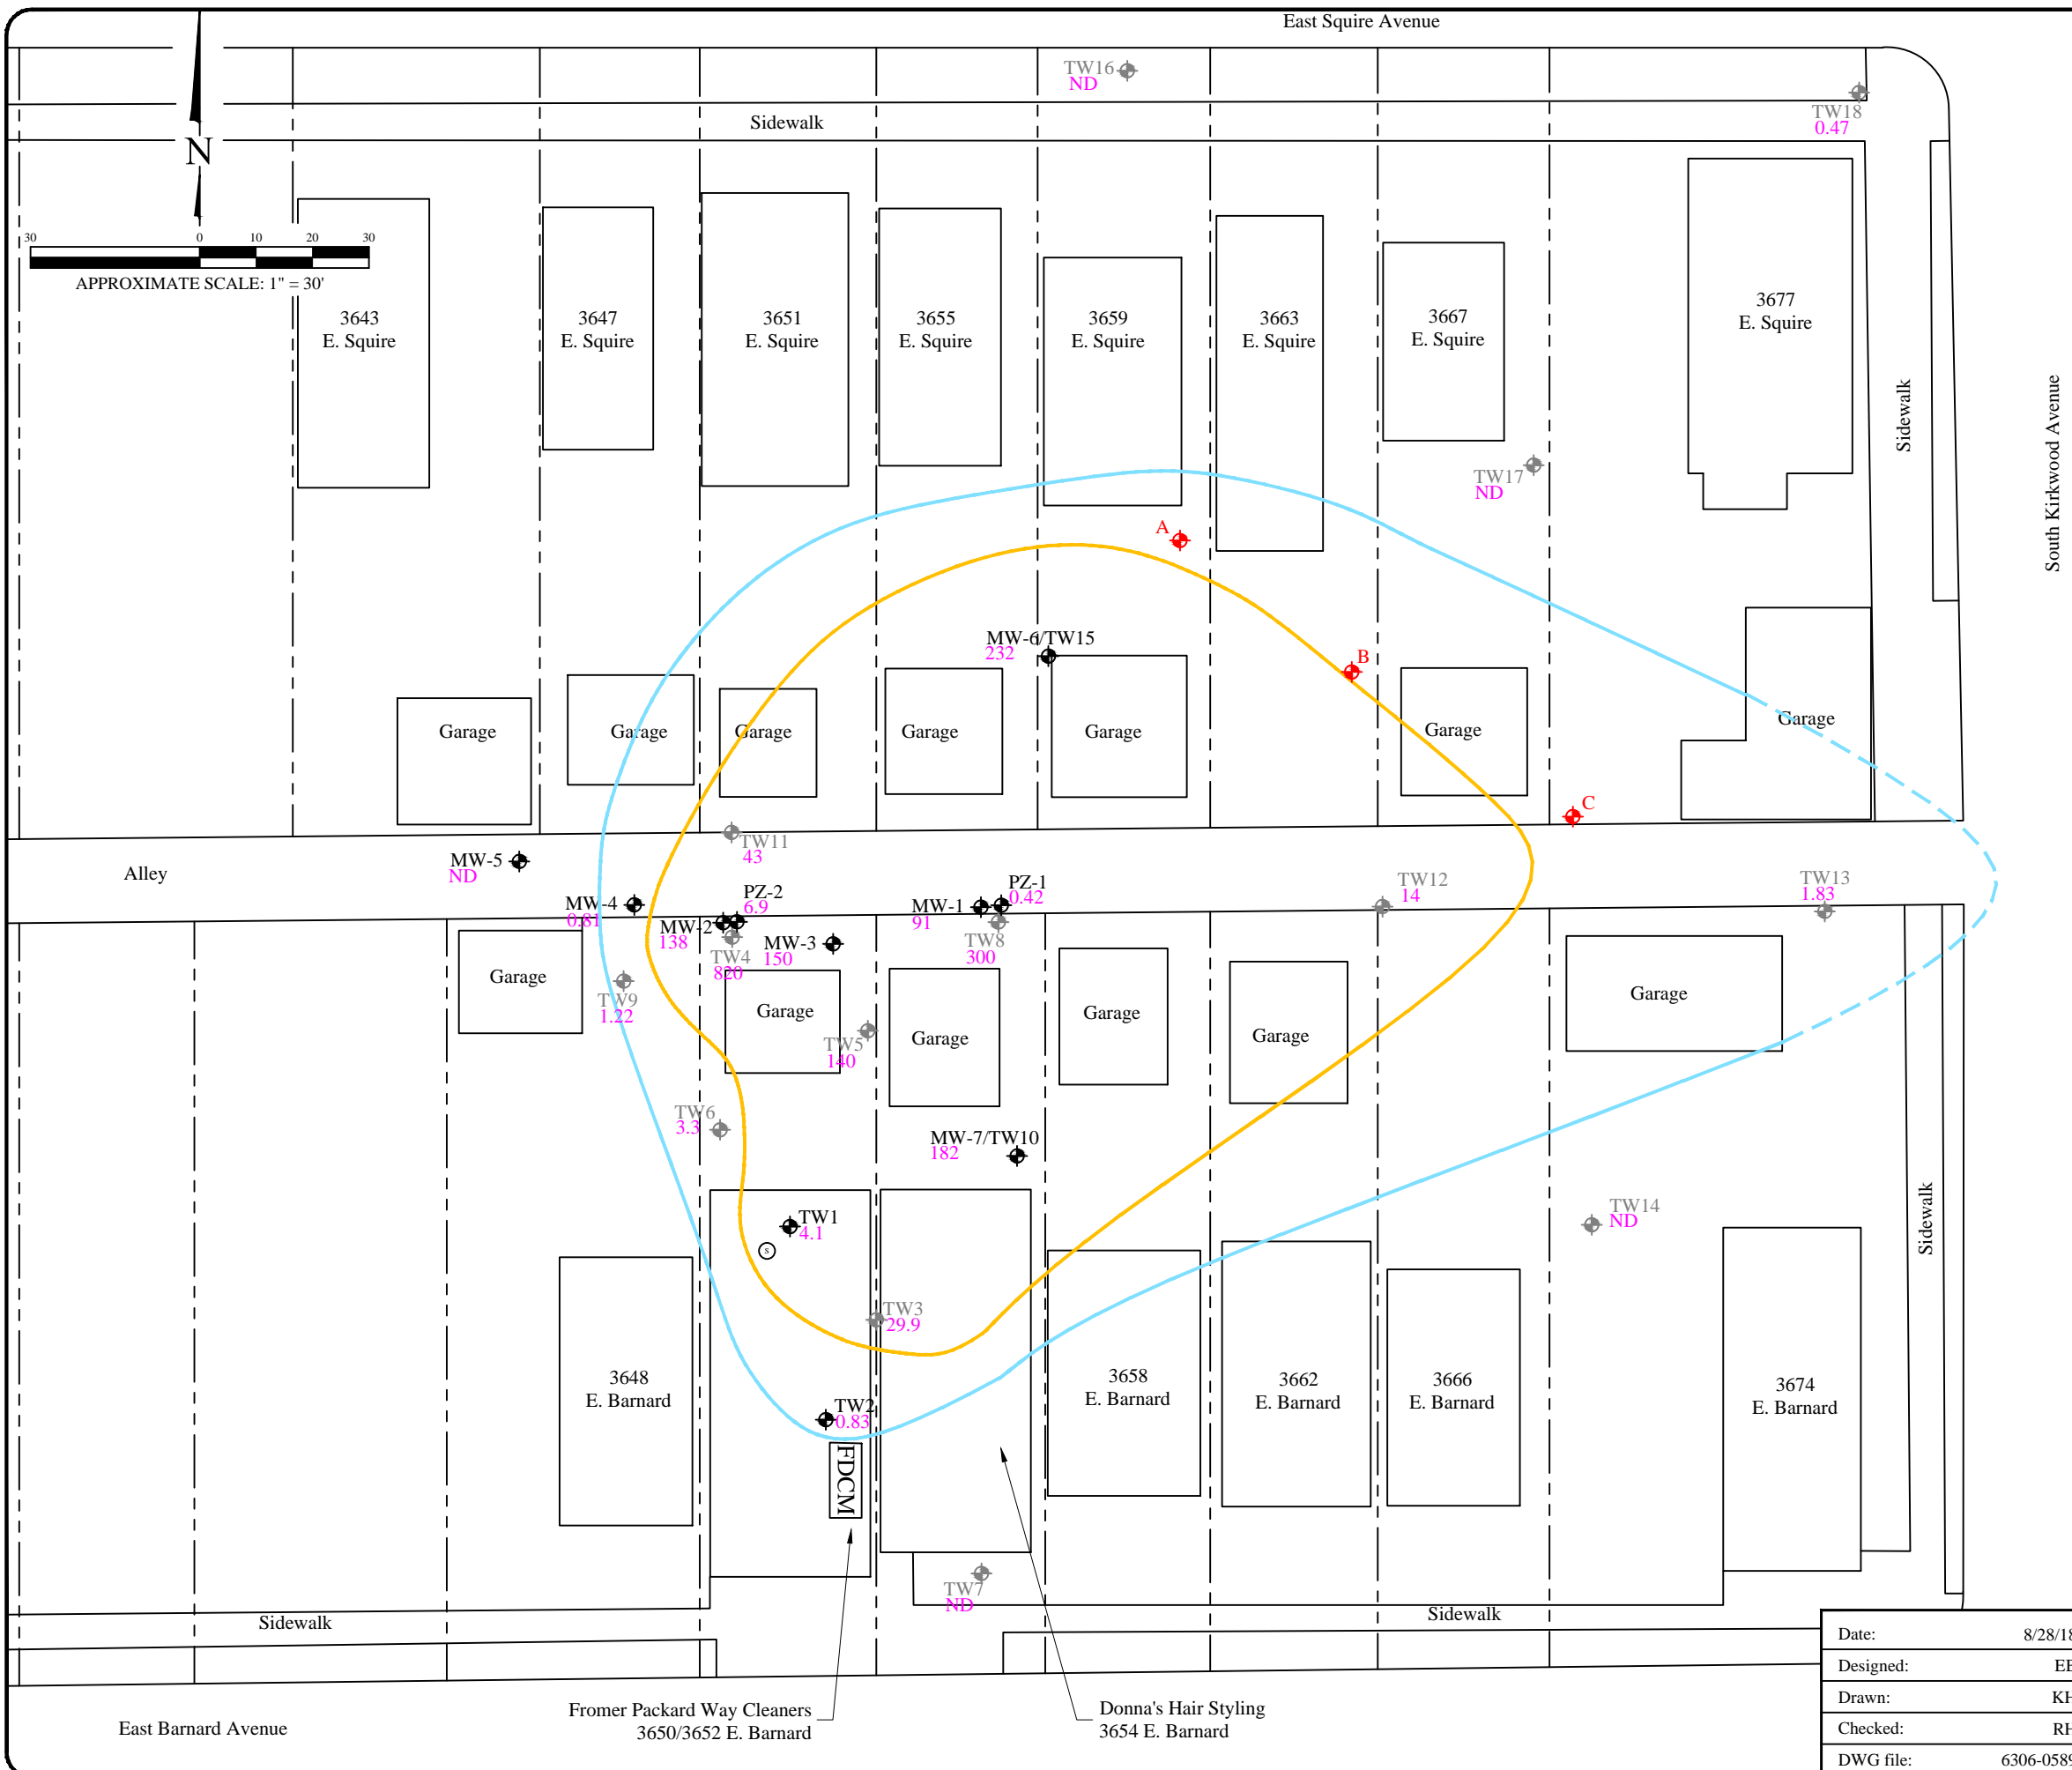 East Squire Avenue
TW16
ND
TW18
0.47
Sidewalk
N
30 0 10 20 30
APPROXIMATE SCALE: 1" = 30'
3643
E. Squire
3647
E. Squire
3651
E. Squire
3655
E. Squire
3659
E. Squire
3663
E. Squire
3667
E. Squire
3677
E. Squire
Sidewalk
South Kirkwood Avenue
TW17
ND
A
MW-6/TW15
232
B
Garage
Garage
Garage
Garage
Garage
Garage
Garage
C
TW11
43
Alley
MW-5
ND
MW-4
0.81
PZ-2
6.9
MW-2
138
TW4
820
MW-3
150
MW-1
91
PZ-1
0.42
TW8
300
TW12
14
TW13
1.83
Garage
TW9
1.22
Garage
TW5
140
Garage
Garage
Garage
Garage
TW6
3.3
MW-7/TW10
182
TW1
4.1
S
TW14
ND
Sidewalk
TW3
29.9
3648
E. Barnard
TW2
0.83
FDCM
3658
E. Barnard
3662
E. Barnard
3666
E. Barnard
3674
E. Barnard
TW7
ND
Sidewalk
Sidewalk
Fromer Packard Way Cleaners
3650/3652 E. Barnard
Donna's Hair Styling
3654 E. Barnard
East Barnard Avenue
Date: 8/28/18
Designed: EE
Drawn: KH
Checked: RH
DWG file: 6306-0589